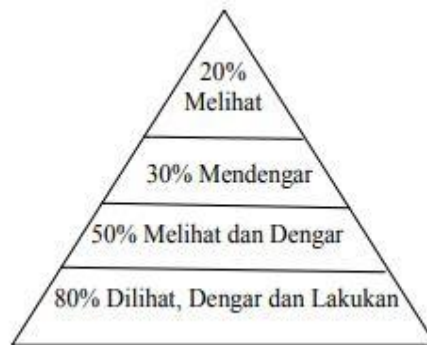 20%
Melihat
30% Mendengar
50% Melihat dan Dengar
80% Dilihat, Dengar dan Lakukan